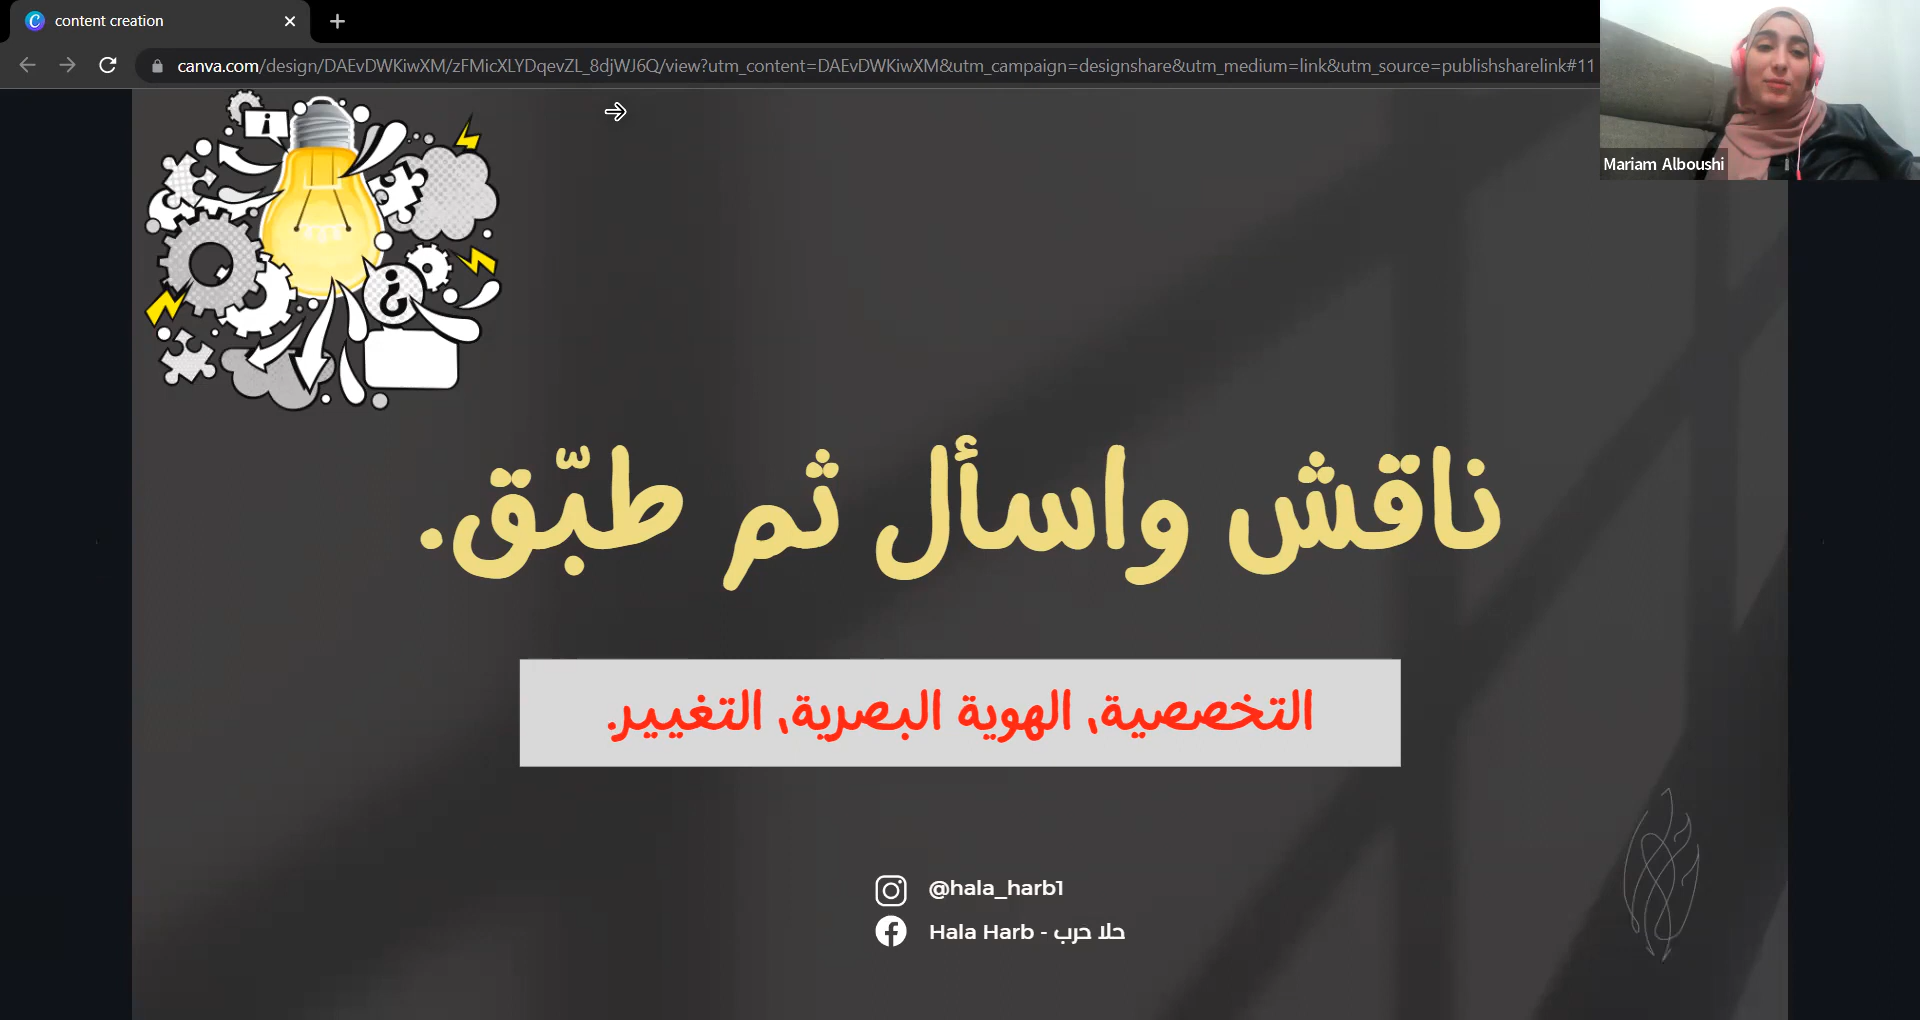 content creation
canva.com/design/DAEvDWKiwXM/zFMicXLYDqevZL_8djWJ6Q/view?utm_content=DAEvDWKiwXM&utm_campaign=designshare&utm_medium=link&utm_source=publishsharelink#11
Mariam Alboushi
i
؟
ناقش واسأل ثم طبّق.
التخصصية, الهوية البصرية, التغيير.
@hala_harb1
Hala Harb - حلا حرب